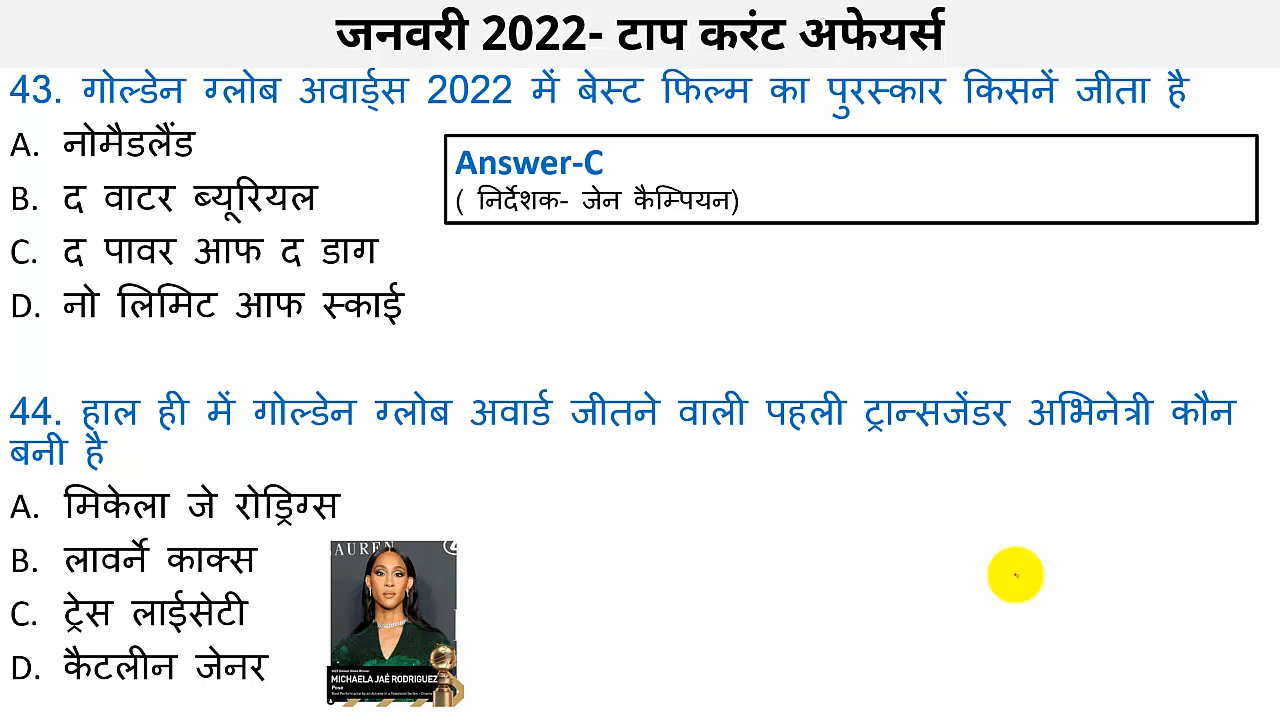 जनवरी 2022- टाप करंट अफेयर्स
43. गोल्डेन ग्लोब अवार्ड्स 2022 में बेस्ट फिल्म का पुरस्कार किसनें जीता है
A. नोमैडलैंड
B. द वाटर ब्यूरियल
C. द पावर आफ द डाग
D. नो लिमिट आफ स्काई
Answer-C
( निर्देशक- जेन कैम्पियन)
44. हाल ही में गोल्डेन ग्लोब अवार्ड जीतने वाली पहली ट्रान्सजेंडर अभिनेत्री कौन
बनी है
A. मिकेला जे रोड्रिग्स
B. लावर्ने काक्स
C. ट्रेस लाईसेटी
D. कैटलीन जेनर
AUREN
MICHAELA JAÉ RODRIGUEZ
Pose